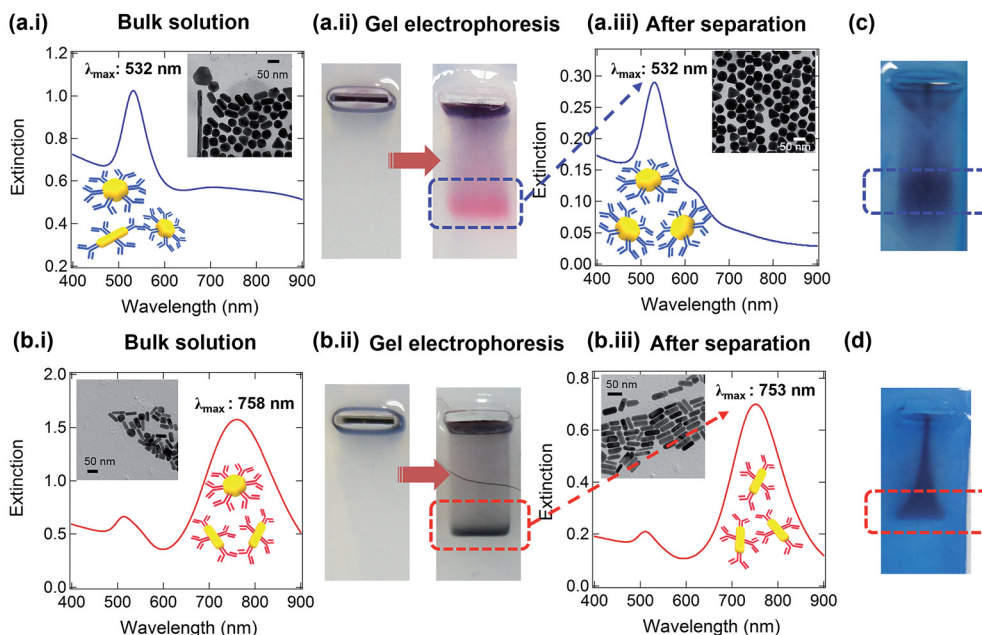 (a.i)
Bulk solution
(a.ii)
Gel electrophoresis
(a.iii)
After separation
(c)
λmax: 532 nm
50 nm
Extinction
1.2
1.0
0.8
0.6
0.4
0.2
400 500 600 700 800 900
Wavelength (nm)
λmax: 532 nm
50 nm
Extinction
0.30
0.25
0.20
0.15
0.10
0.05
0.00
400 500 600 700 800 900
Wavelength (nm)
(b.i)
Bulk solution
(b.ii)
Gel electrophoresis
(b.iii)
After separation
(d)
λmax : 758 nm
50 nm
Extinction
2.0
1.5
1.0
0.5
0.0
400 500 600 700 800 900
Wavelength (nm)
50 nm
λmax : 753 nm
Extinction
0.8
0.6
0.4
0.2
0.0
400 500 600 700 800 900
Wavelength (nm)